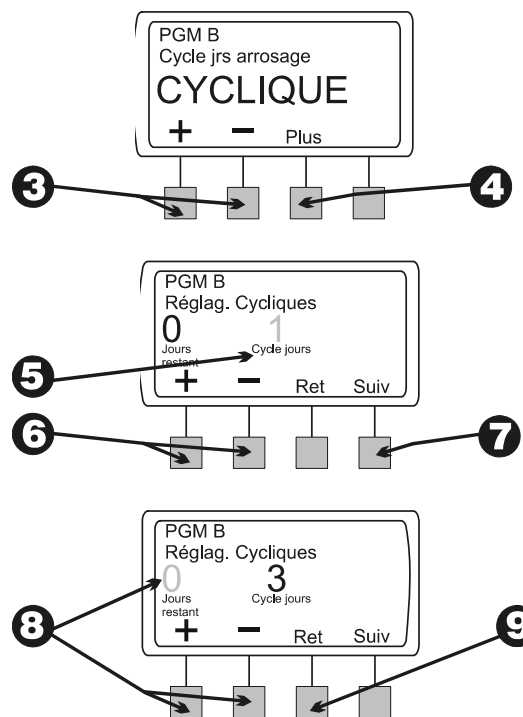 PGM B
Cycle jrs arrosage
CYCLIQUE
+ − Plus
3 4
PGM B
Réglag. Cycliques
0 1
Jours restant Cycle jours
5
+ − Ret Suiv
6 7
PGM B
Réglag. Cycliques
0 3
Jours restant Cycle jours
8
+ − Ret Suiv
9